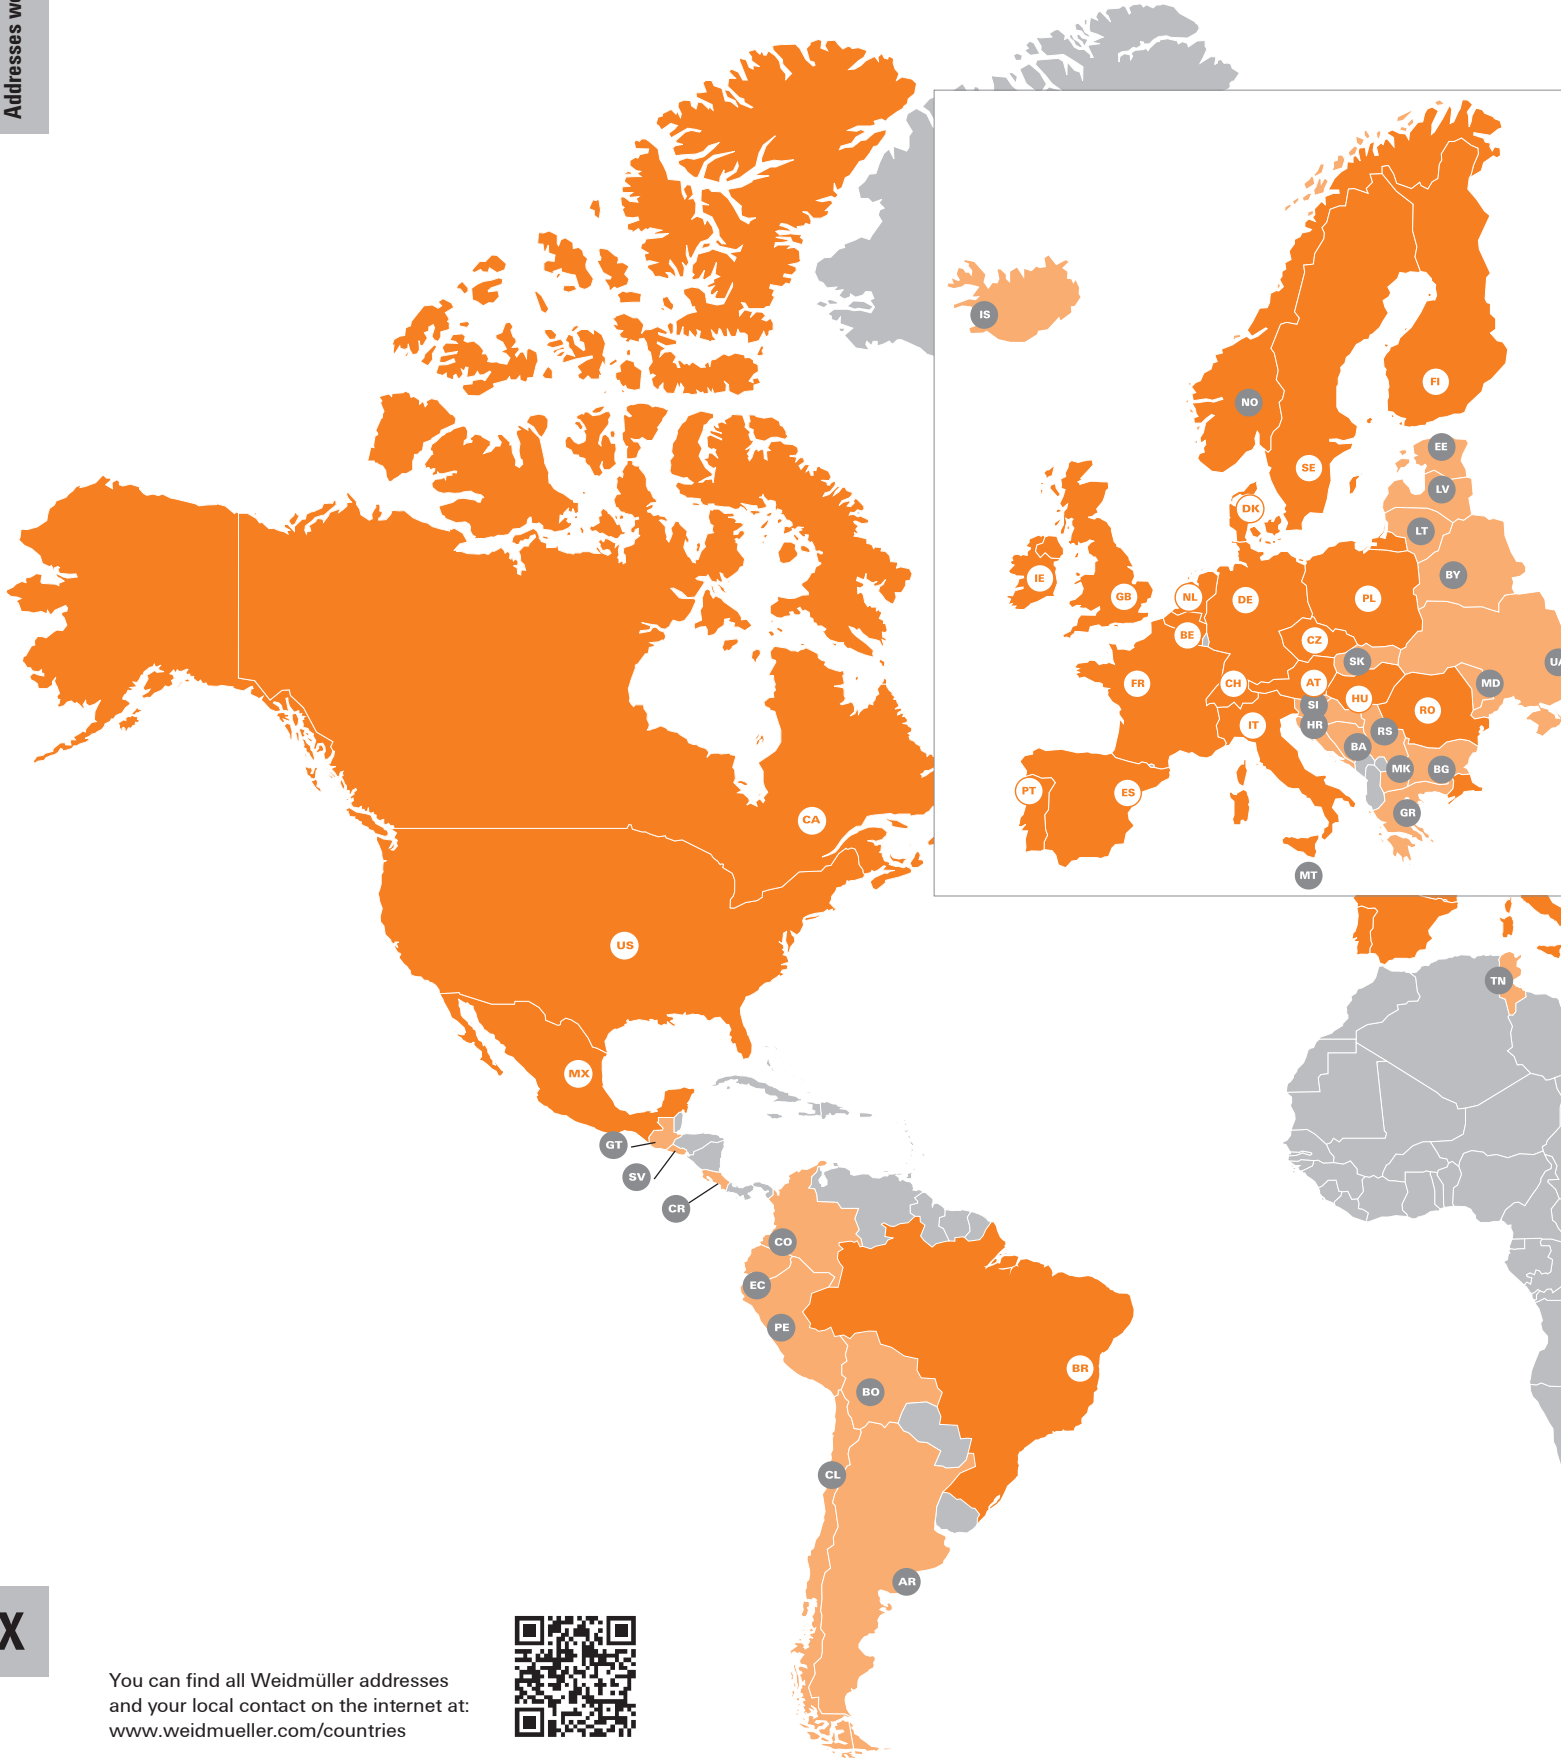 Addresses
IS
NO
FI
SE
EE
LV
DK
LT
BY
IE
GB
NL
DE
PL
BE
CZ
SK
UA
FR
CH
AT
MD
SI
HU
RO
HR
IT
RS
BA
MK
BG
PT
ES
GR
MT
CA
US
TN
MX
GT
SV
CR
CO
EC
PE
BR
BO
CL
AR
X
You can find all Weidmüller addresses
and your local contact on the internet at:
www.weidmueller.com/countries